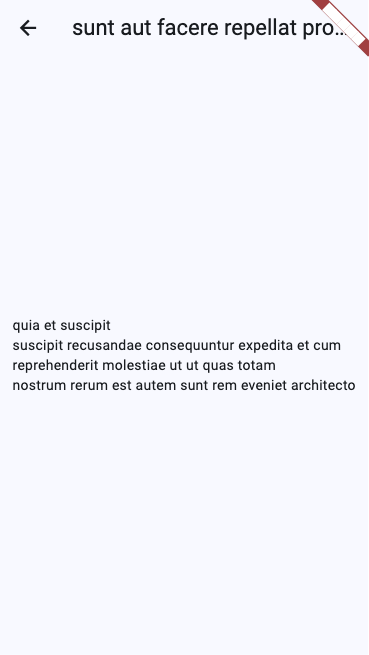 sunt aut facere repellat pro...
quia et suscipit
suscipit recusandae consequuntur expedita et cum
reprehenderit molestiae ut ut quas totam
nostrum rerum est autem sunt rem eveniet architecto